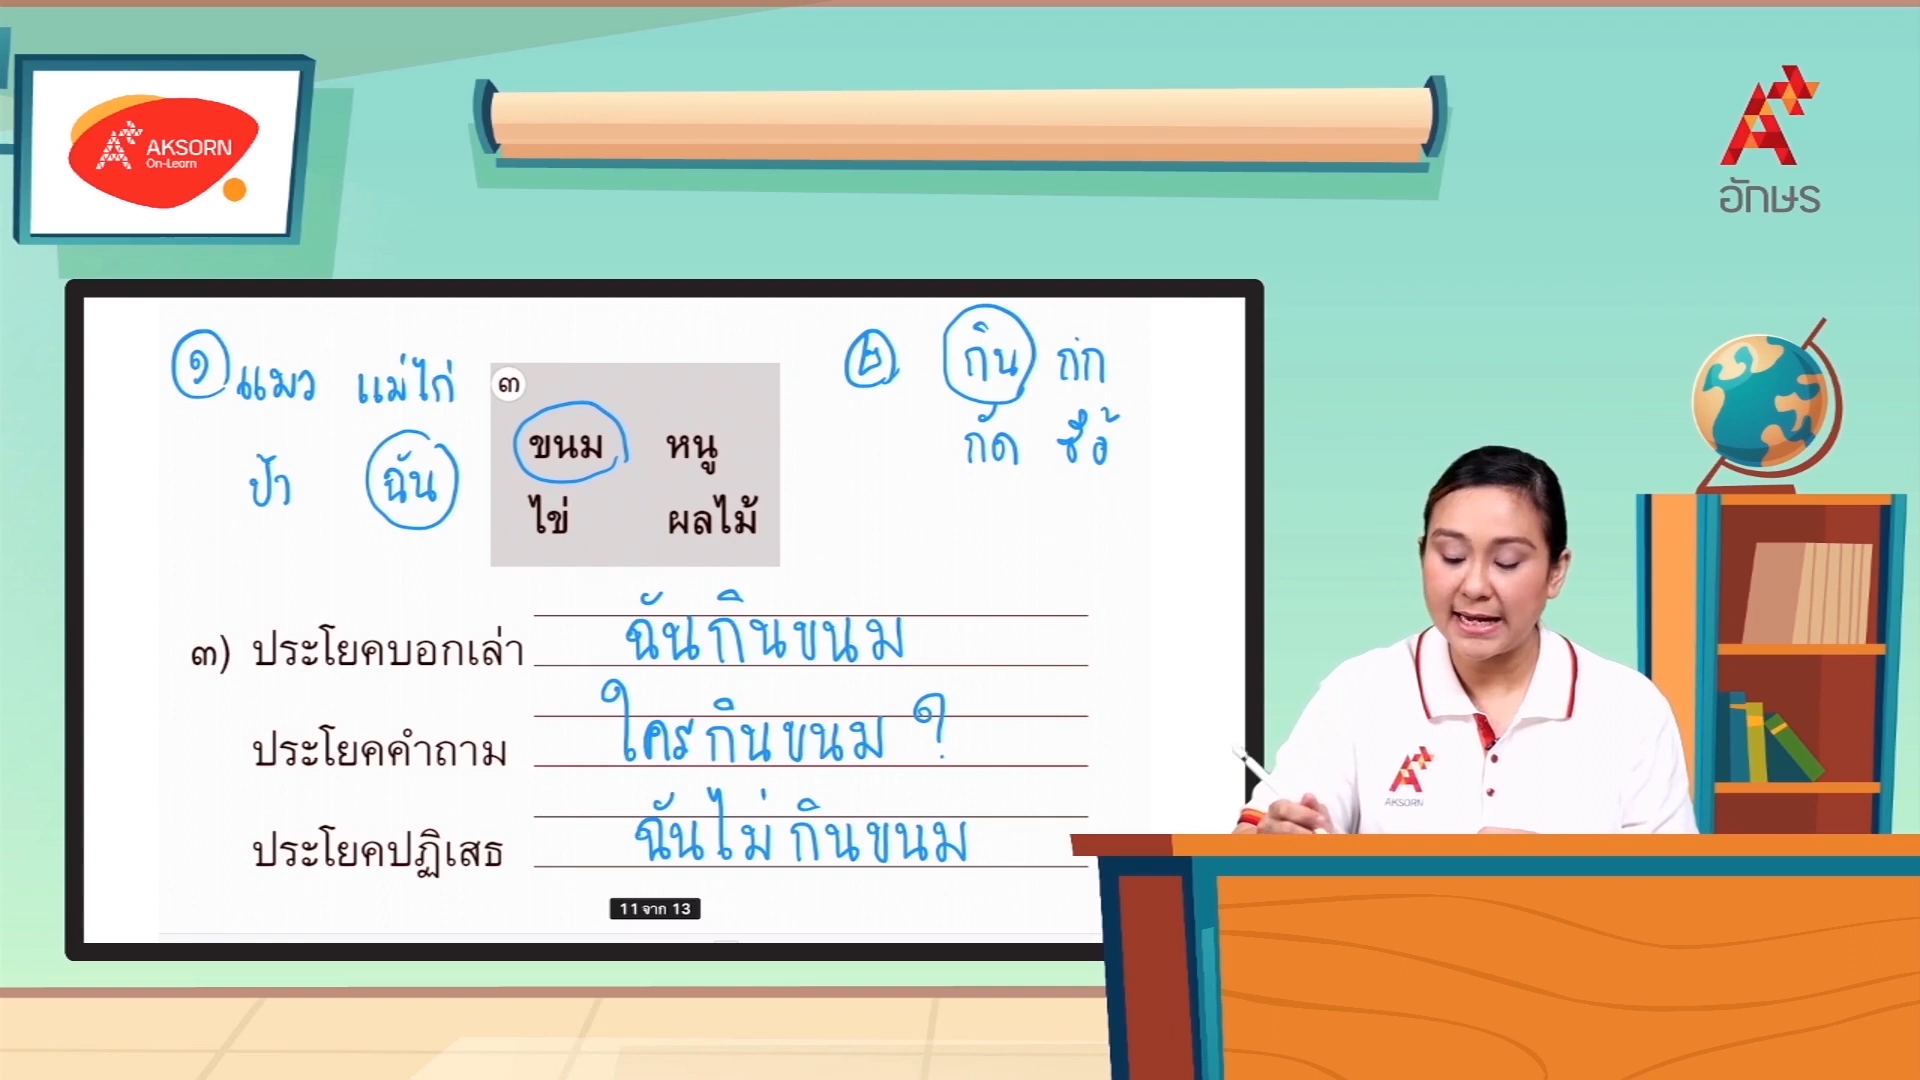 AKSORN
On-Learn
อักษร
๑ แมว แม่ไก่
ป้า ฉัน
๓
ขนม หนู
ไข่ ผลไม้
๒ กิน กก
กัด ซื้อ
๓) ประโยคบอกเล่า ฉันกินขนม
ประโยคคำถาม ใครกินขนม ?
ประโยคปฏิเสธ ฉันไม่กินขนม
11 จาก 13
AKSORN